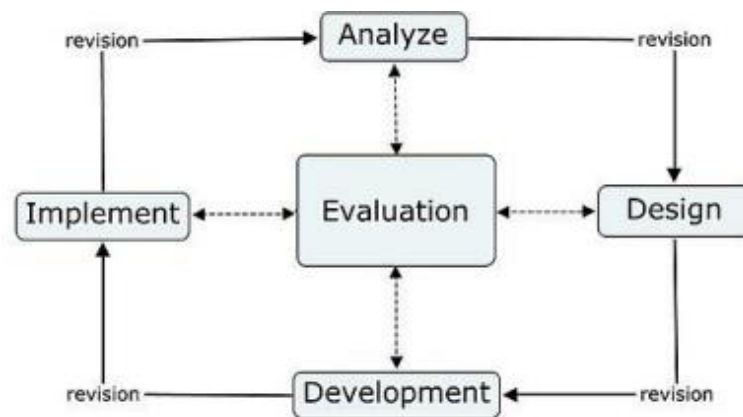 Analyze
revision
revision
Implement
Evaluation
Design
revision
Development
revision